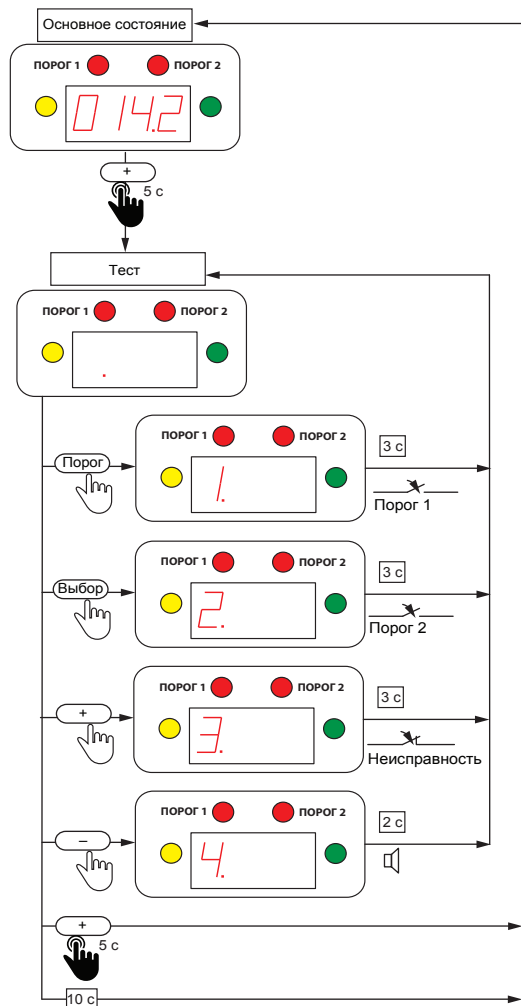 Основное состояние
ПОРОГ 1 ПОРОГ 2
014.2
+
5 с
Тест
ПОРОГ 1 ПОРОГ 2
.
ПОРОГ 1 ПОРОГ 2
Порог 1. 3 с
Порог 1
ПОРОГ 1 ПОРОГ 2
Выбор 2. 3 с
Порог 2
ПОРОГ 1 ПОРОГ 2
+ 3. 3 с
Неисправность
ПОРОГ 1 ПОРОГ 2
– 4. 2 с
+
5 с
10 с